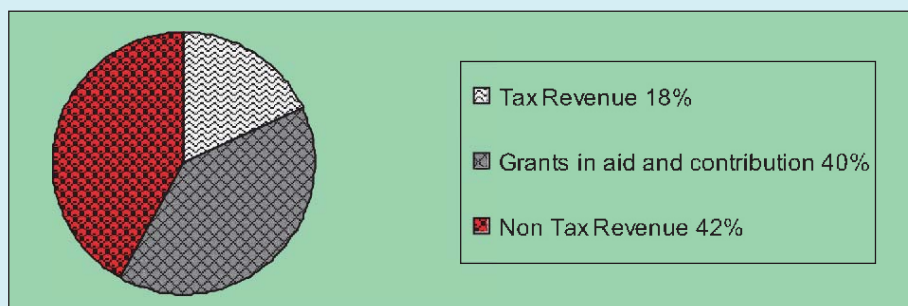 Tax Revenue 18%
Grants in aid and contribution 40%
Non Tax Revenue 42%